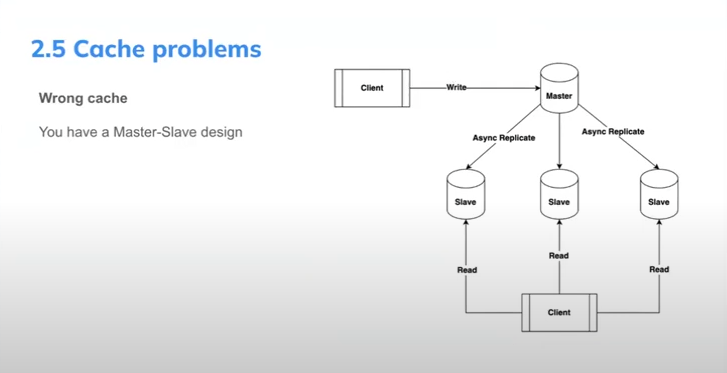 2.5 Cache problems
Wrong cache
You have a Master-Slave design
Client
Write
Master
Async Replicate
Async Replicate
Slave
Slave
Slave
Read
Read
Read
Client